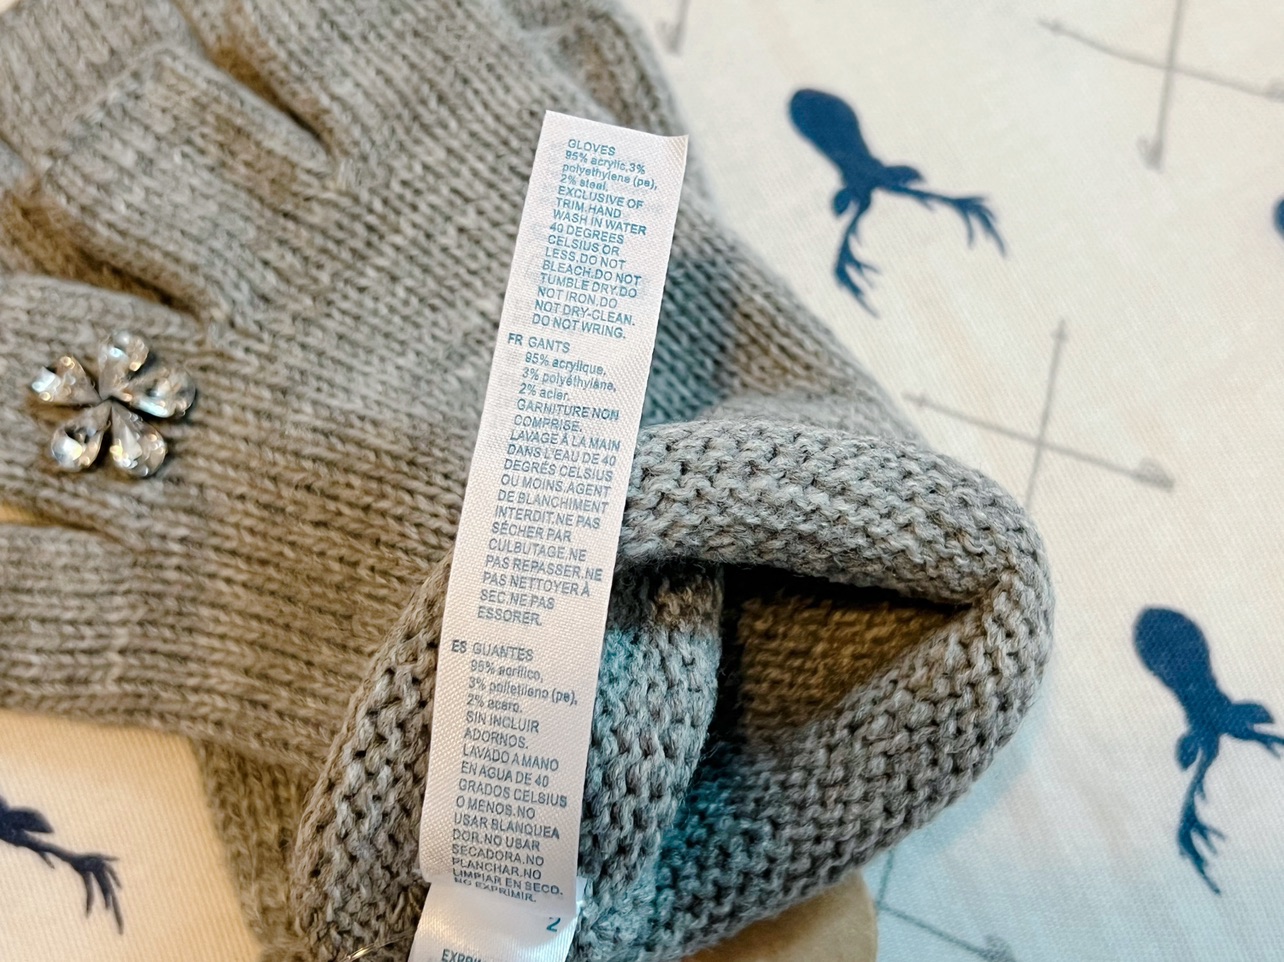 GLOVES
95% acrylic,3%
polyethylene (pe),
2% steal.
EXCLUSIVE OF
TRIM.HAND
WASH IN WATER
40 DEGREES
CELSIUS OR
LESS.DO NOT
BLEACH.DO NOT
TUMBLE DRY.DO
NOT IRON.DO
NOT DRY-CLEAN.
DO NOT WRING.
FR GANTS
95% acrylique,
3% polyéthylène,
2% acier.
GARNITURE NON
COMPRISE.
LAVAGE À LA MAIN
DANS L'EAU DE 40
DEGRÉS CELSIUS
OU MOINS.AGENT
DE BLANCHIMENT
INTERDIT.NE PAS
SÉCHER PAR
CULBUTAGE.NE
PAS REPASSER.NE
PAS NETTOYER À
SEC.NE PAS
ESSORER.
ES GUANTES
95% acrílico,
3% polietileno (pe),
2% acero.
SIN INCLUIR
ADORNOS.
LAVADO A MANO
EN AGUA DE 40
GRADOS CELSIUS
O MENOS.NO
USAR BLANQUEA
DOR.NO USAR
SECADORA.NO
PLANCHAR.NO
LIMPIAR EN SECO.
NO EXPRIMIR.
2